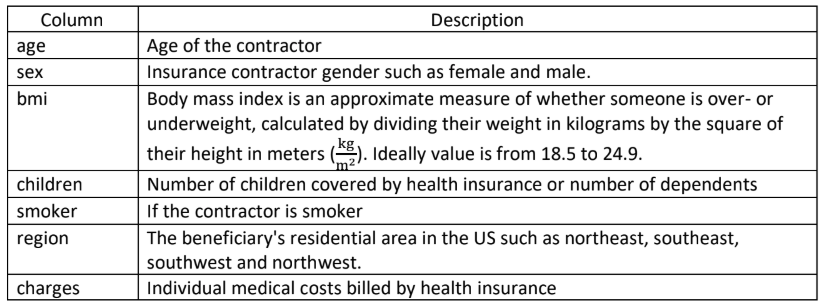 Column Description
age Age of the contractor
sex Insurance contractor gender such as female and male.
bmi Body mass index is an approximate measure of whether someone is over- or
underweight, calculated by dividing their weight in kilograms by the square of
their height in meters (kg/m²). Ideally value is from 18.5 to 24.9.
children Number of children covered by health insurance or number of dependents
smoker If the contractor is smoker
region The beneficiary's residential area in the US such as northeast, southeast,
southwest and northwest.
charges Individual medical costs billed by health insurance